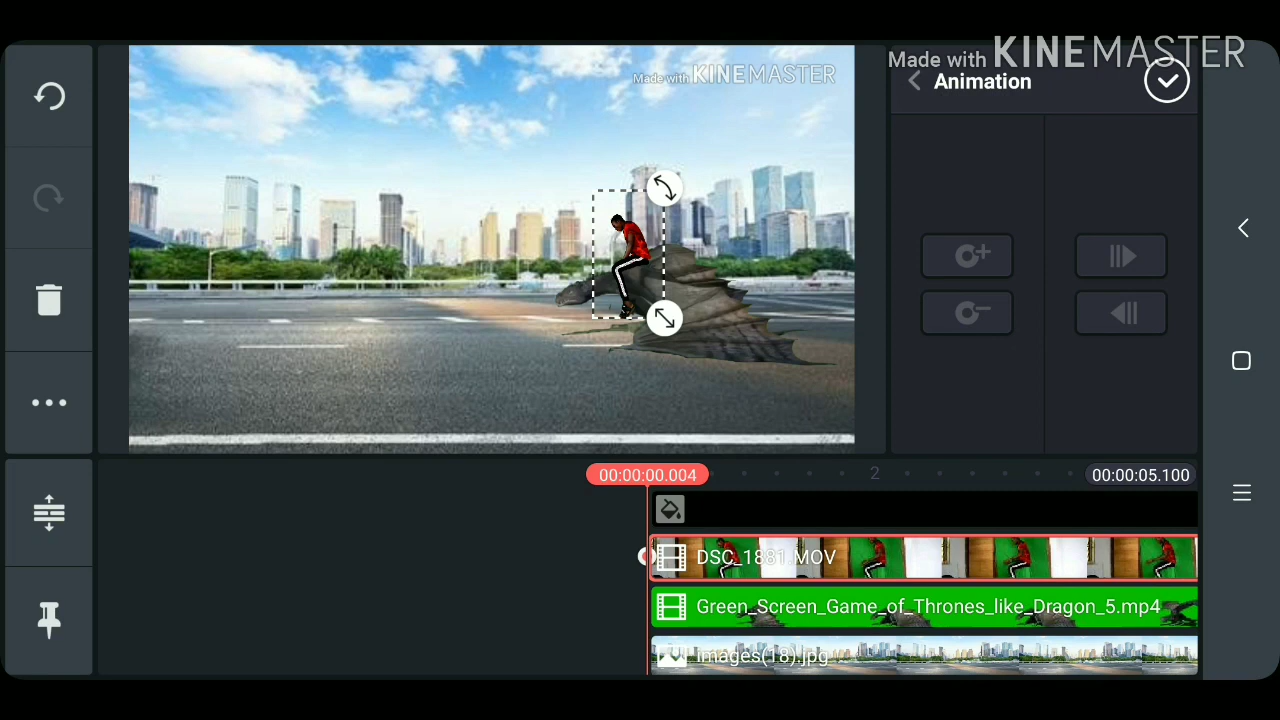 Made with KINEMASTER
Made with KINEMASTER
Animation
00:00:00.004
2
00:00:05.100
DSC_1881.MOV
Green_Screen_Game_of_Thrones_like_Dragon_5.mp4
images(18).jpg